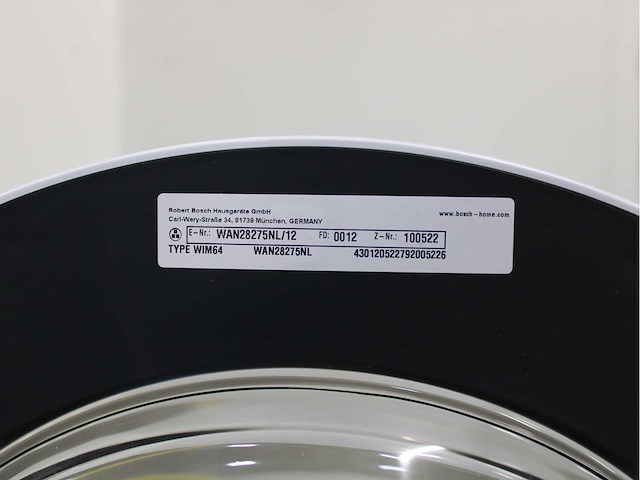 Robert Bosch Hausgeräte GmbH
Carl-Wery-Straße 34, 81739 München, GERMANY
www.bosch-home.com
E-Nr.: WAN28275NL/12 FD: 0012 Z-Nr.: 100522
TYPE WIM64 WAN28275NL 430120522792005226